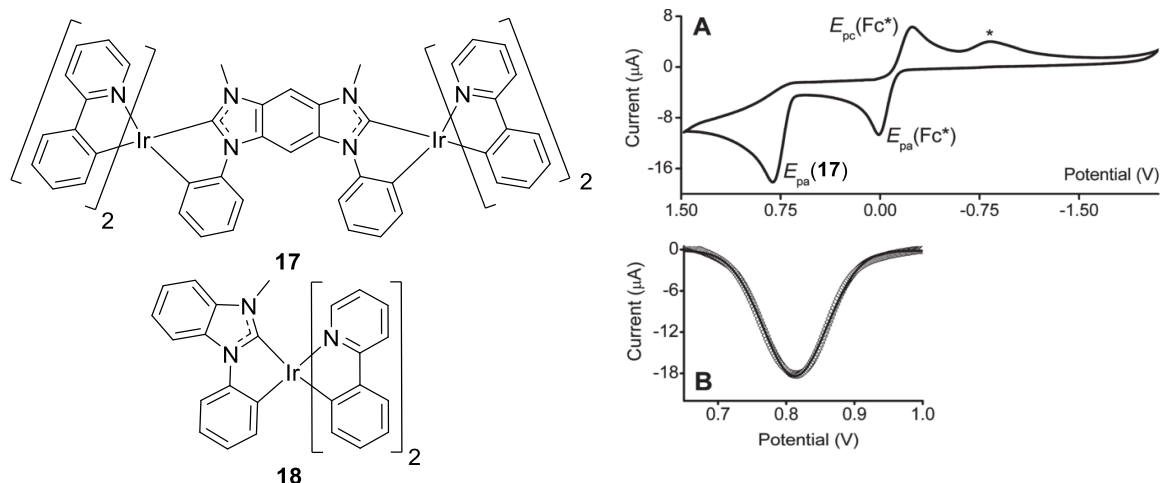 N
Ir
2
N
N
N
N
Ir
N
2
17
N
N
Ir
N
2
18
A
E_pc(Fc*)
*
E_pa(Fc*)
E_pa(17)
Potential (V)
Current (μA)
8
0
-8
-16
1.50
0.75
0.00
-0.75
-1.50
B
Current (μA)
0
-6
-12
-18
0.7
0.8
0.9
1.0
Potential (V)